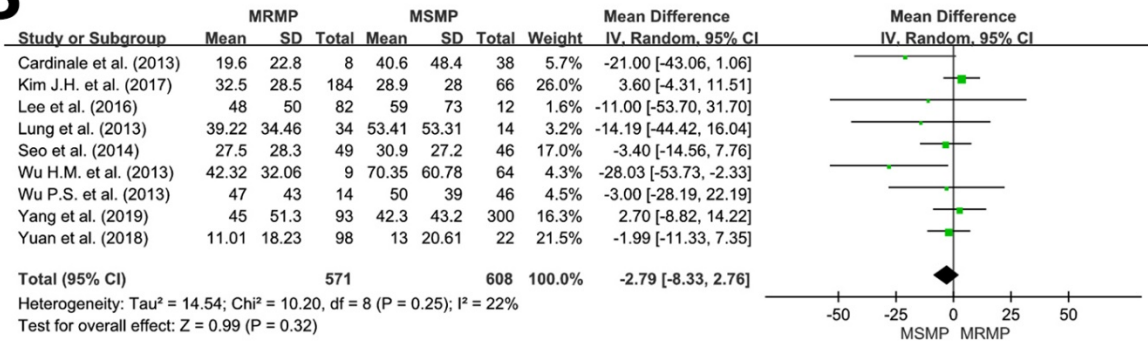 B
MRMP MSMP Mean Difference Mean Difference
Study or Subgroup Mean SD Total Mean SD Total Weight IV, Random, 95% CI IV, Random, 95% CI
Cardinale et al. (2013) 19.6 22.8 8 40.6 48.4 38 5.7% -21.00 [-43.06, 1.06]
Kim J.H. et al. (2017) 32.5 28.5 184 28.9 28 66 26.0% 3.60 [-4.31, 11.51]
Lee et al. (2016) 48 50 82 59 73 12 1.6% -11.00 [-53.70, 31.70]
Lung et al. (2013) 39.22 34.46 34 53.41 53.31 14 3.2% -14.19 [-44.42, 16.04]
Seo et al. (2014) 27.5 28.3 49 30.9 27.2 46 17.0% -3.40 [-14.56, 7.76]
Wu H.M. et al. (2013) 42.32 32.06 9 70.35 60.78 64 4.3% -28.03 [-53.73, -2.33]
Wu P.S. et al. (2013) 47 43 14 50 39 46 4.5% -3.00 [-28.19, 22.19]
Yang et al. (2019) 45 51.3 93 42.3 43.2 300 16.3% 2.70 [-8.82, 14.22]
Yuan et al. (2018) 11.01 18.23 98 13 20.61 22 21.5% -1.99 [-11.33, 7.35]
Total (95% CI) 571 608 100.0% -2.79 [-8.33, 2.76]
Heterogeneity: Tau² = 14.54; Chi² = 10.20, df = 8 (P = 0.25); I² = 22%
Test for overall effect: Z = 0.99 (P = 0.32)
-50 -25 0 25 50
MSMP MRMP